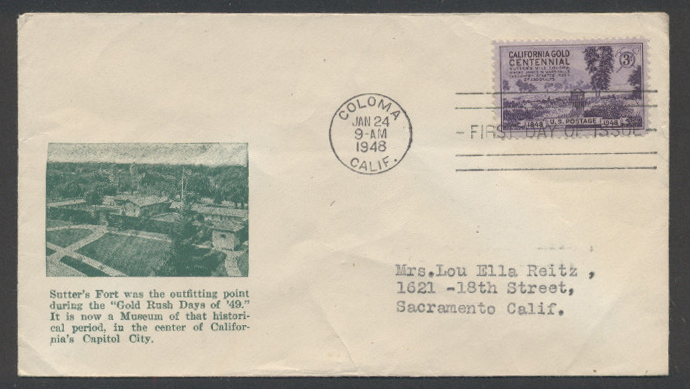 CALIFORNIA GOLD
CENTENNIAL
3¢
1848 U.S. POSTAGE 1948
COLOMA
JAN 24
9-AM
1948
CALIF.
FIRST DAY OF ISSUE
Mrs.Lou Ella Reitz ,
1621 -18th Street,
Sacramento Calif.
Sutter's Fort was the outfitting point
during the "Gold Rush Days of '49."
It is now a Museum of that histori-
cal period, in the center of Califor-
nia's Capitol City.